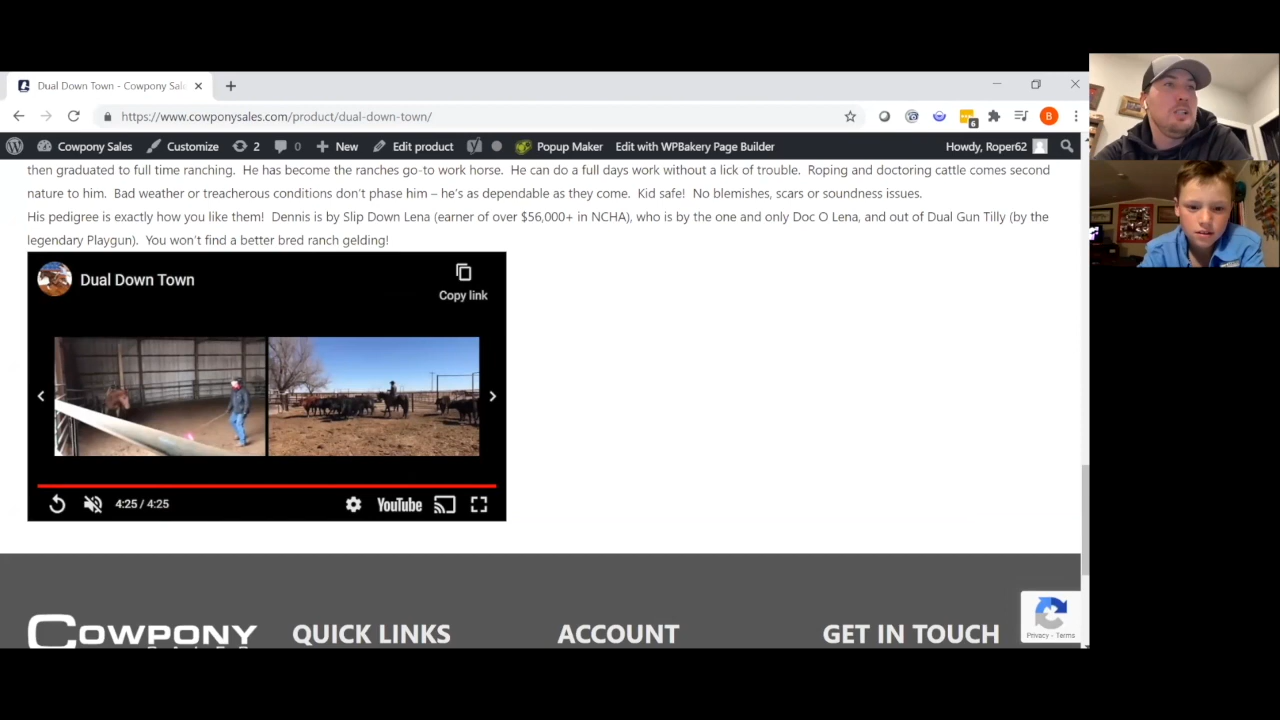 Dual Down Town - Cowpony Sale
https://www.cowponysales.com/product/dual-down-town/
6
B
Cowpony Sales Customize 2 0 New Edit product Popup Maker Edit with WPBakery Page Builder Howdy, Roper62
then graduated to full time ranching. He has become the ranches go-to work horse. He can do a full days work without a lick of trouble. Roping and doctoring cattle comes second
nature to him. Bad weather or treacherous conditions don't phase him – he's as dependable as they come. Kid safe! No blemishes, scars or soundness issues.
His pedigree is exactly how you like them! Dennis is by Slip Down Lena (earner of over $56,000+ in NCHA), who is by the one and only Doc O Lena, and out of Dual Gun Tilly (by the
legendary Playgun). You won't find a better bred ranch gelding!
Dual Down Town
Copy link
4:25 / 4:25
YouTube
COWPONY
QUICK LINKS
ACCOUNT
GET IN TOUCH
Privacy - Terms